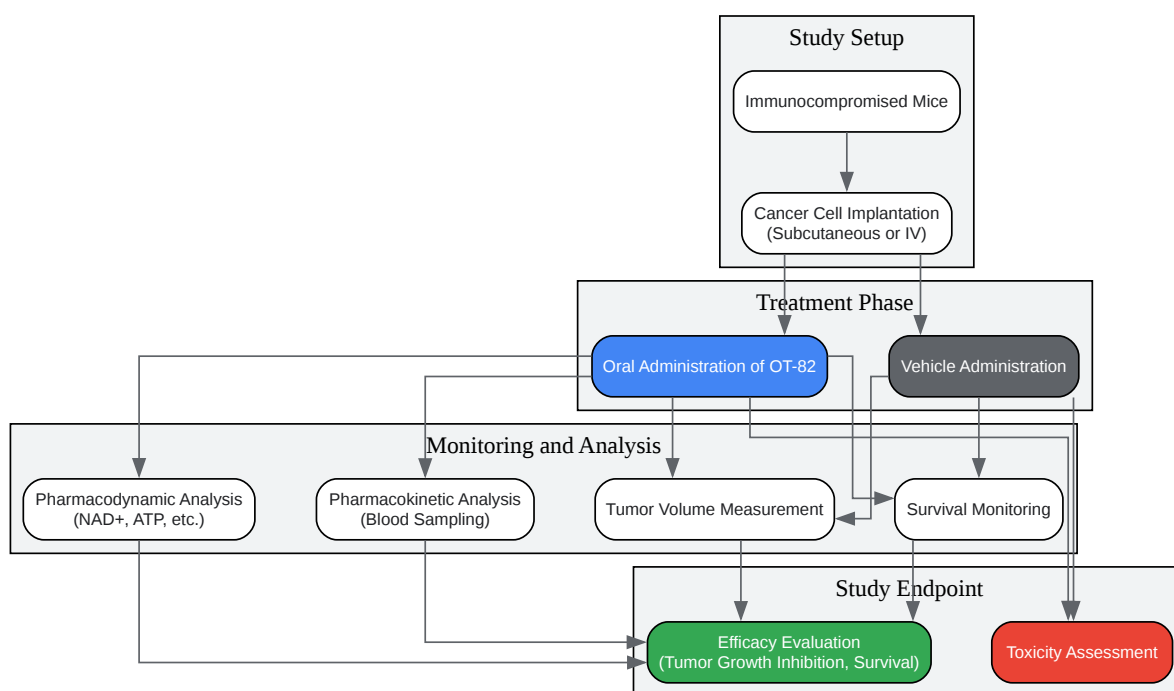 Study Setup
Immunocompromised Mice
Cancer Cell Implantation
(Subcutaneous or IV)
Treatment Phase
Oral Administration of OT-82
Vehicle Administration
Monitoring and Analysis
Pharmacodynamic Analysis
(NAD+, ATP, etc.)
Pharmacokinetic Analysis
(Blood Sampling)
Tumor Volume Measurement
Survival Monitoring
Study Endpoint
Efficacy Evaluation
(Tumor Growth Inhibition, Survival)
Toxicity Assessment